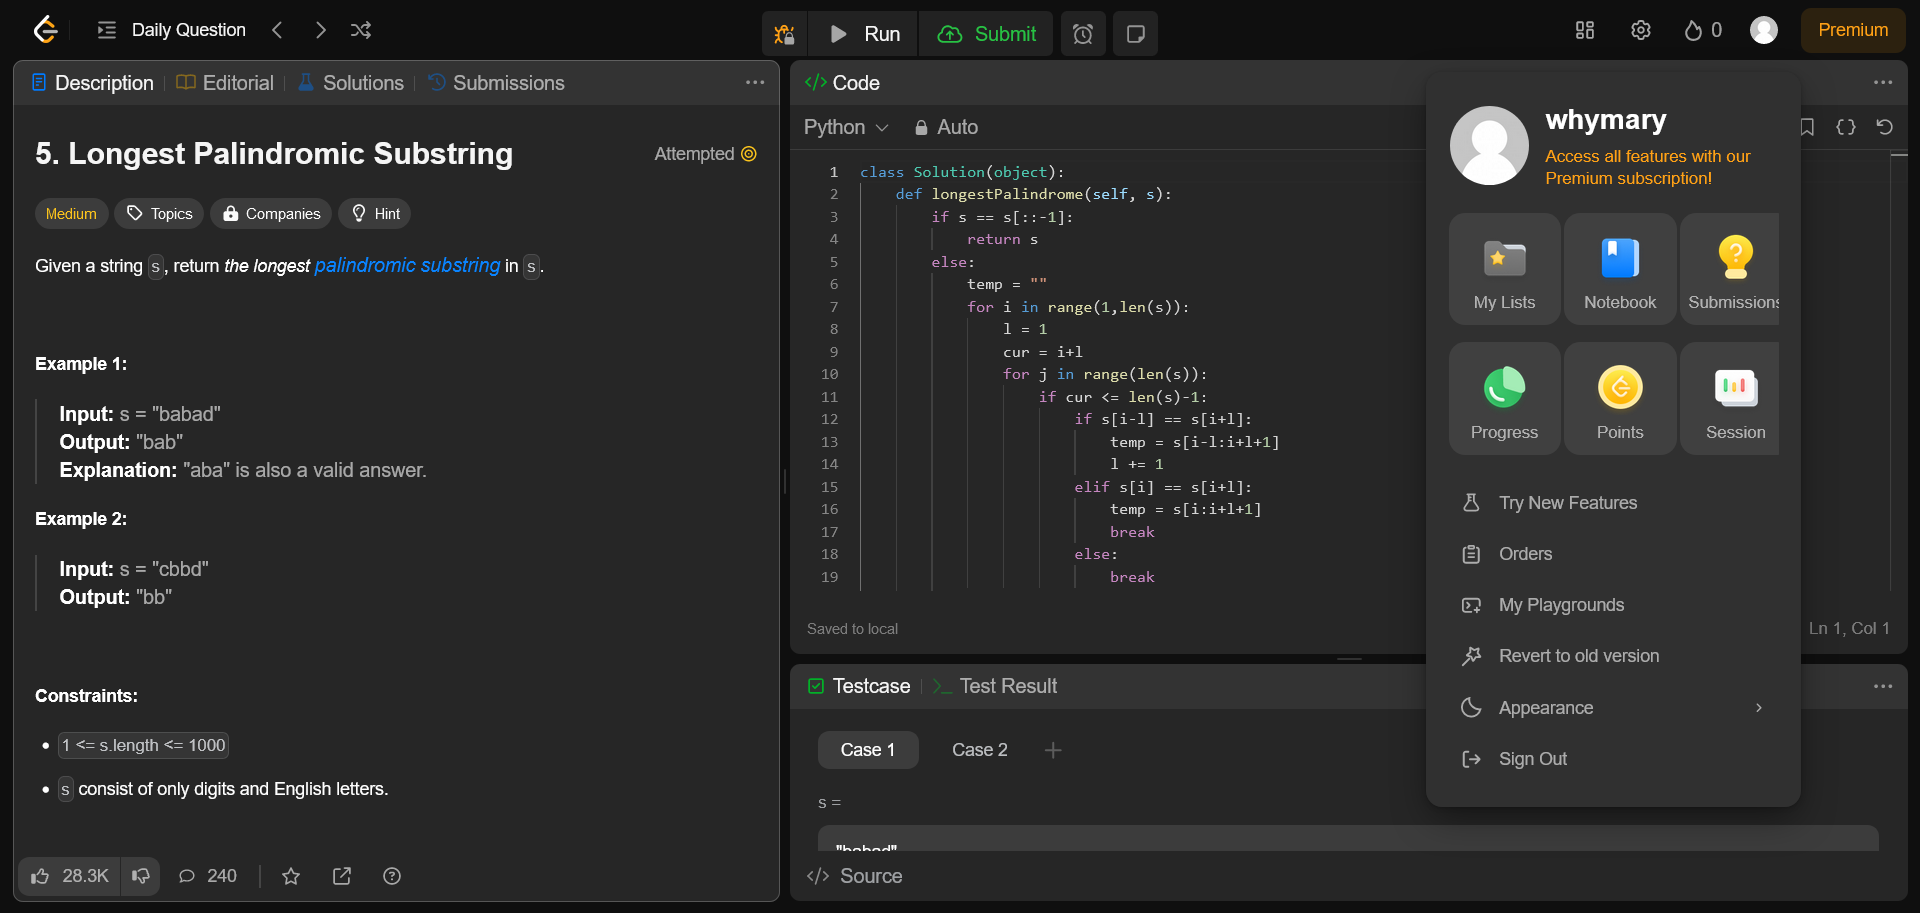 Daily Question
Run
Submit
0
Premium
Description
Editorial
Solutions
Submissions
5. Longest Palindromic Substring
Attempted
Medium
Topics
Companies
Hint
Given a string s, return the longest palindromic substring in s.
Example 1:
Input: s = "babad"
Output: "bab"
Explanation: "aba" is also a valid answer.
Example 2:
Input: s = "cbbd"
Output: "bb"
Constraints:
1 <= s.length <= 1000
s consist of only digits and English letters.
28.3K
240
</> Code
Python
Auto
1 class Solution(object):
2 def longestPalindrome(self, s):
3 if s == s[::-1]:
4 return s
5 else:
6 temp = ""
7 for i in range(1,len(s)):
8 l = 1
9 cur = i+l
10 for j in range(len(s)):
11 if cur <= len(s)-1:
12 if s[i-l] == s[i+l]:
13 temp = s[i-l:i+l+1]
14 l += 1
15 elif s[i] == s[i+l]:
16 temp = s[i:i+l+1]
17 break
18 else:
19 break
Saved to local
Ln 1, Col 1
Testcase
Test Result
Case 1
Case 2
s =
"babad"
</> Source
whymary
Access all features with our
Premium subscription!
My Lists
Notebook
Submissions
Progress
Points
Session
Try New Features
Orders
My Playgrounds
Revert to old version
Appearance
Sign Out